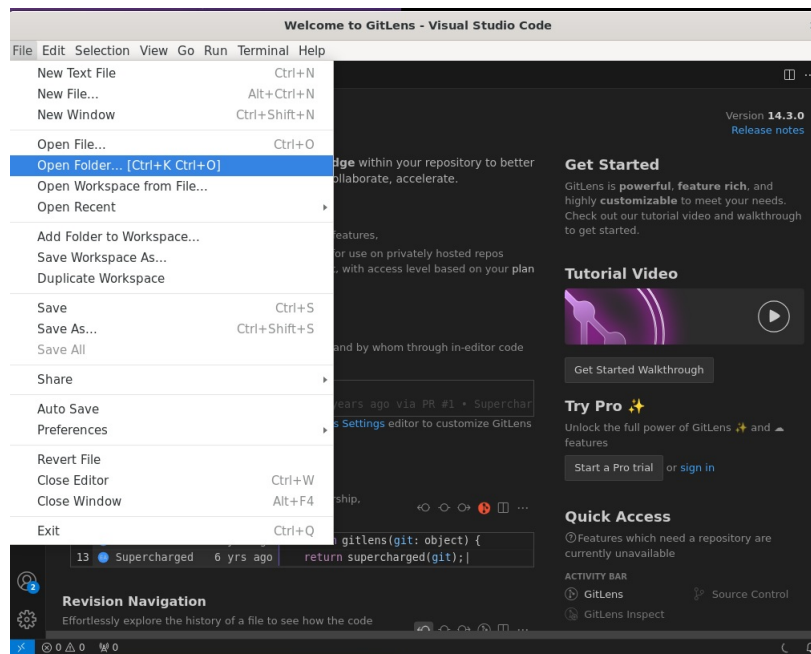 Welcome to GitLens - Visual Studio Code
File Edit Selection View Go Run Terminal Help
New Text File Ctrl+N
New File... Alt+Ctrl+N
New Window Ctrl+Shift+N
Open File... Ctrl+O
Open Folder... [Ctrl+K Ctrl+O]
Open Workspace from File...
Open Recent
Add Folder to Workspace...
Save Workspace As...
Duplicate Workspace
Save Ctrl+S
Save As... Ctrl+Shift+S
Save All
Share
Auto Save
Preferences
Revert File
Close Editor Ctrl+W
Close Window Alt+F4
Exit Ctrl+Q
within your repository to better
accelerate.
features,
for use on privately hosted repos
, with access level based on your plan
and by whom through in-editor code
years ago via PR #1 • Superchar
Settings editor to customize GitLens
gitlens(git: object) {
13 Supercharged 6 yrs ago return supercharged(git);|
Revision Navigation
Effortlessly explore the history of a file to see how the code
Version 14.3.0
Release notes
Get Started
GitLens is powerful, feature rich, and
highly customizable to meet your needs.
Check out our tutorial video and walkthrough
to get started.
Tutorial Video
Get Started Walkthrough
Try Pro ✨
Unlock the full power of GitLens ✨ and ☁
features
Start a Pro trial or sign in
Quick Access
Features which need a repository are
currently unavailable
ACTIVITY BAR
GitLens Source Control
GitLens Inspect
2
0 0 0